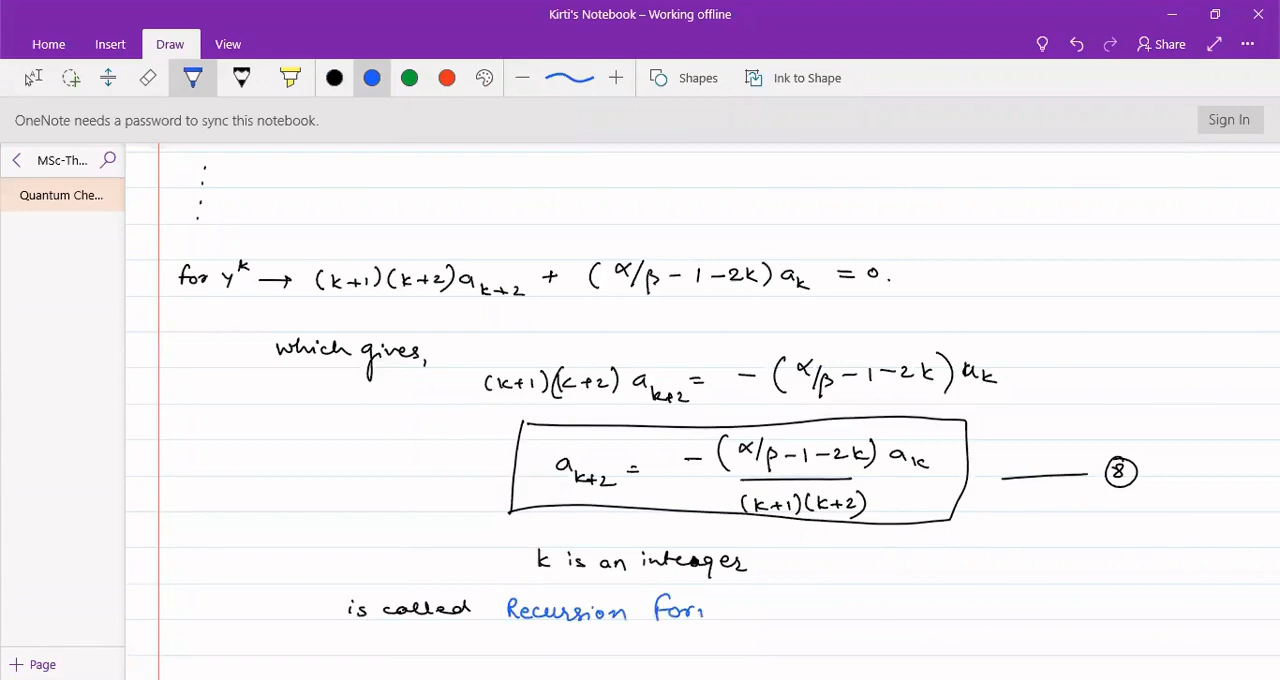 Kirti's Notebook – Working offline
Home Insert Draw View Share
Shapes Ink to Shape
OneNote needs a password to sync this notebook. Sign In
MSc-Th...
Quantum Che...
for y^k → (k+1)(k+2)a_{k+2} + (α/β - 1 - 2k) a_k = 0.
which gives,
(k+1)(k+2) a_{k+2} = - (α/β - 1 - 2k) a_k
a_{k+2} = - (α/β - 1 - 2k) a_k / (k+1)(k+2) —— ⑧
k is an integer
is called Recursion For
+ Page